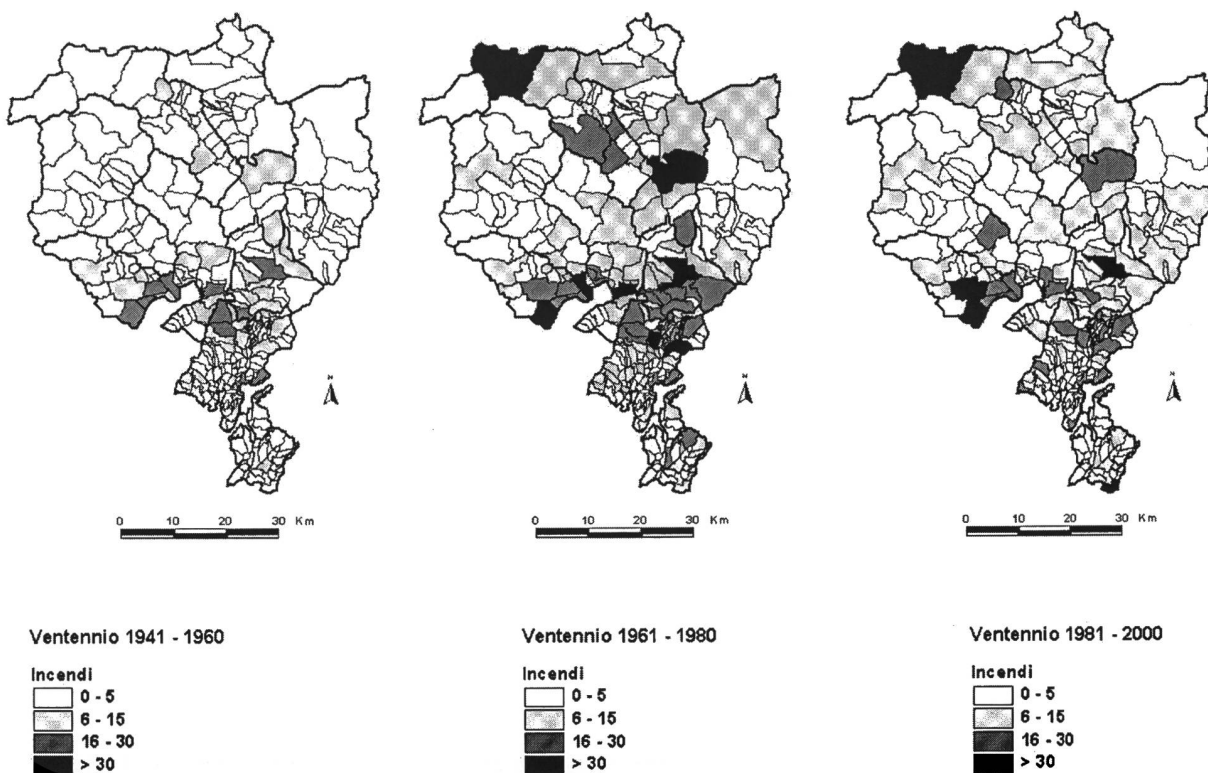 N
0 10 20 30 Km
N
0 10 20 30 Km
N
0 10 20 30 Km
Ventennio 1941 - 1960
Incendi
0 - 5
6 - 15
16 - 30
> 30
Ventennio 1961 - 1980
Incendi
0 - 5
6 - 15
16 - 30
> 30
Ventennio 1981 - 2000
Incendi
0 - 5
6 - 15
16 - 30
> 30